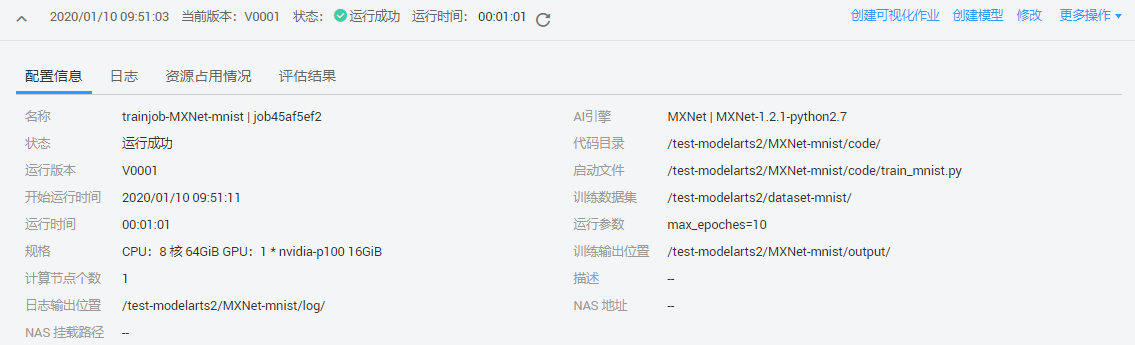 2020/01/10 09:51:03 当前版本：V0001 状态： 运行成功 运行时间： 00:01:01 创建可视化作业 创建模型 修改 更多操作
配置信息 日志 资源占用情况 评估结果
名称 trainjob-MXNet-mnist | job45af5ef2 AI引擎 MXNet | MXNet-1.2.1-python2.7
状态 运行成功 代码目录 /test-modelarts2/MXNet-mnist/code/
运行版本 V0001 启动文件 /test-modelarts2/MXNet-mnist/code/train_mnist.py
开始运行时间 2020/01/10 09:51:11 训练数据集 /test-modelarts2/dataset-mnist/
运行时间 00:01:01 运行参数 max_epoches=10
规格 CPU：8 核 64GiB GPU：1 * nvidia-p100 16GiB 训练输出位置 /test-modelarts2/MXNet-mnist/output/
计算节点个数 1 描述 --
日志输出位置 /test-modelarts2/MXNet-mnist/log/ NAS 地址 --
NAS 挂载路径 --